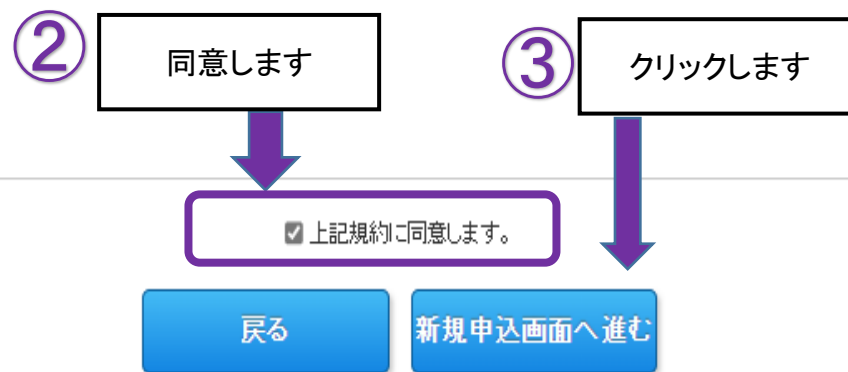 ②
同意します
③
クリックします
上記規約に同意します。
戻る
新規申込画面へ進む